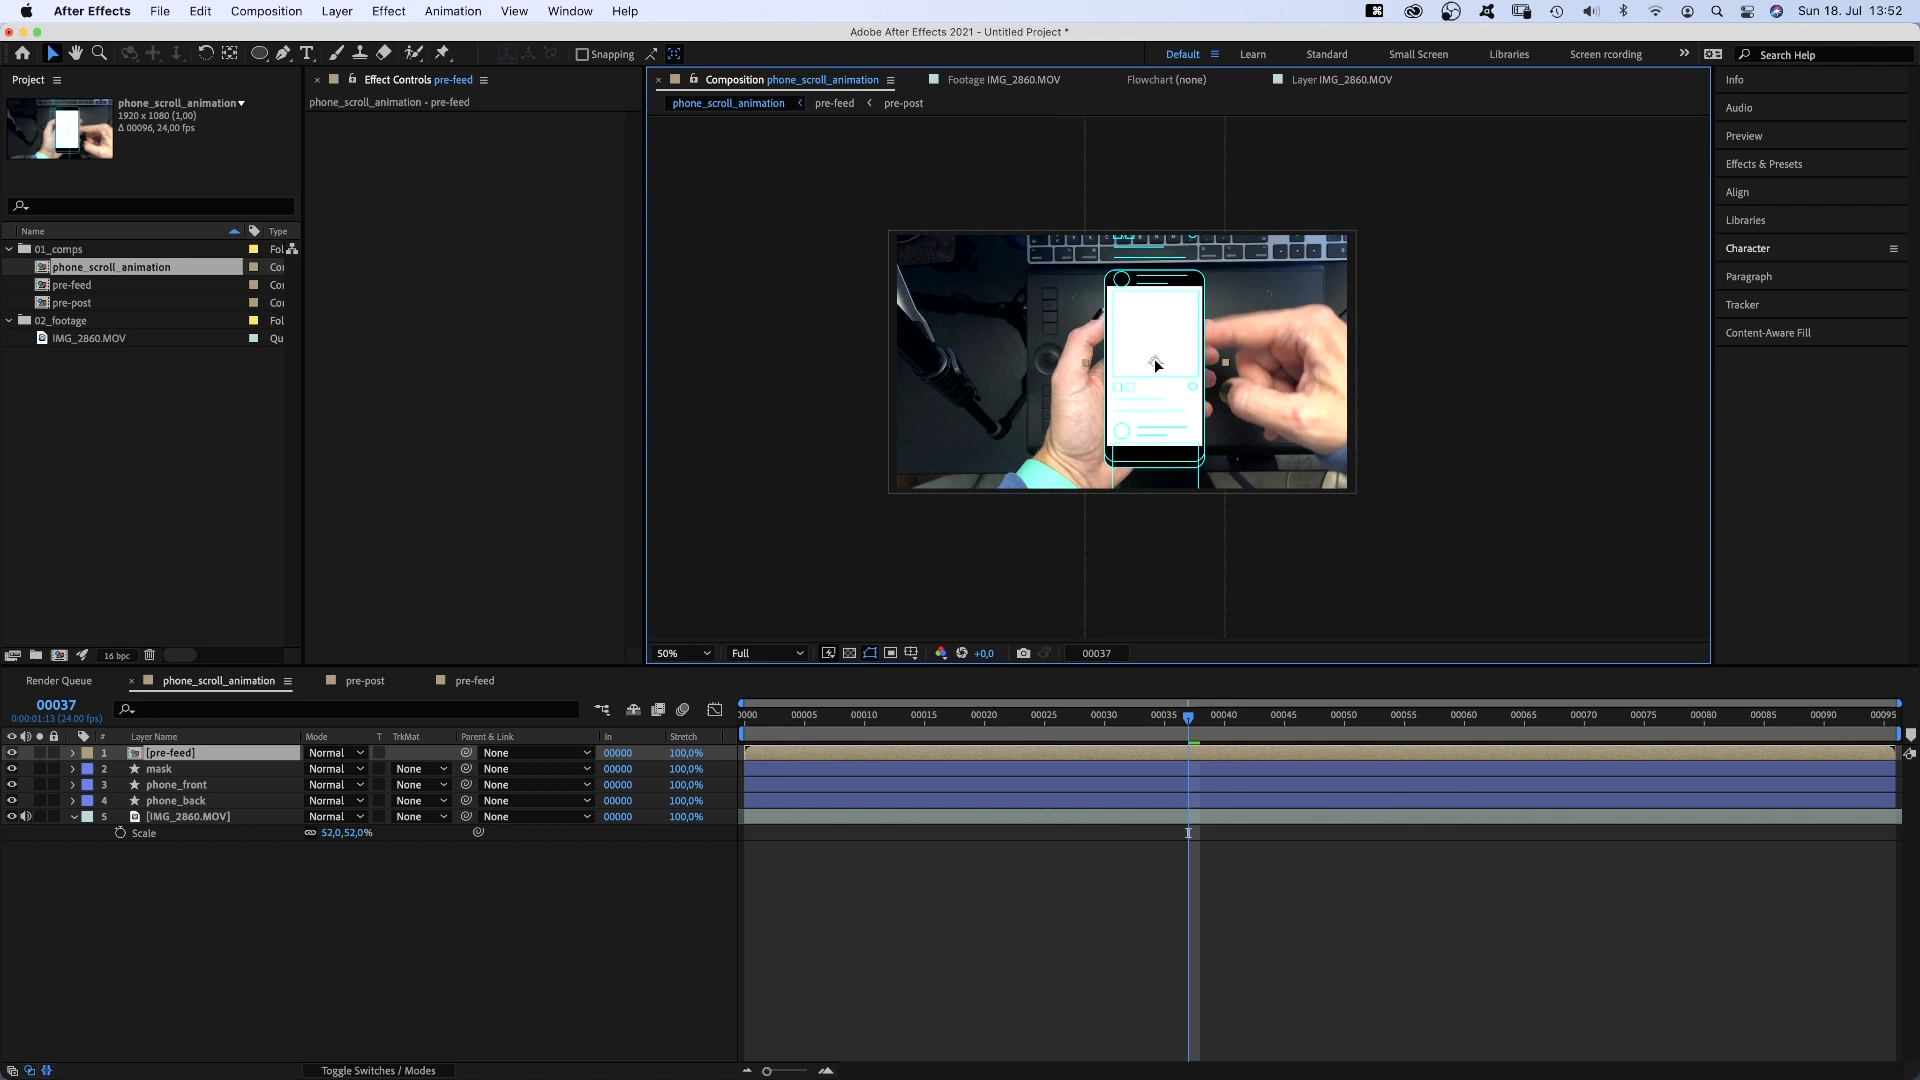 After Effects File Edit Composition Layer Effect Animation View Window Help Sun 18. Jul 13:52
Adobe After Effects 2021 - Untitled Project *
Snapping Default Learn Standard Small Screen Libraries Screen recording Search Help
Project
Effect Controls pre-feed
Composition phone_scroll_animation Footage IMG_2860.MOV Flowchart (none) Layer IMG_2860.MOV
phone_scroll_animation
1920 x 1080 (1,00)
Δ 00096, 24,00 fps
phone_scroll_animation - pre-feed
phone_scroll_animation pre-feed pre-post
Name Type
01_comps Fol
phone_scroll_animation Cor
pre-feed Cor
pre-post Cor
02_footage Fol
IMG_2860.MOV Qu
16 bpc
50% Full +0,0 00037
Info
Audio
Preview
Effects & Presets
Align
Libraries
Character
Paragraph
Tracker
Content-Aware Fill
Render Queue phone_scroll_animation pre-post pre-feed
00037
0:00:01:13 (24.00 fps)
0000 00005 00010 00015 00020 00025 00030 00035 00040 00045 00050 00055 00060 00065 00070 00075 00080 00085 00090 00095
# Layer Name Mode T TrkMat Parent & Link In Stretch
1 [pre-feed] Normal None 00000 100,0%
2 mask Normal None None 00000 100,0%
3 phone_front Normal None None 00000 100,0%
4 phone_back Normal None None 00000 100,0%
5 [IMG_2860.MOV] Normal None None 00000 100,0%
Scale 52,0,52,0%
Toggle Switches / Modes